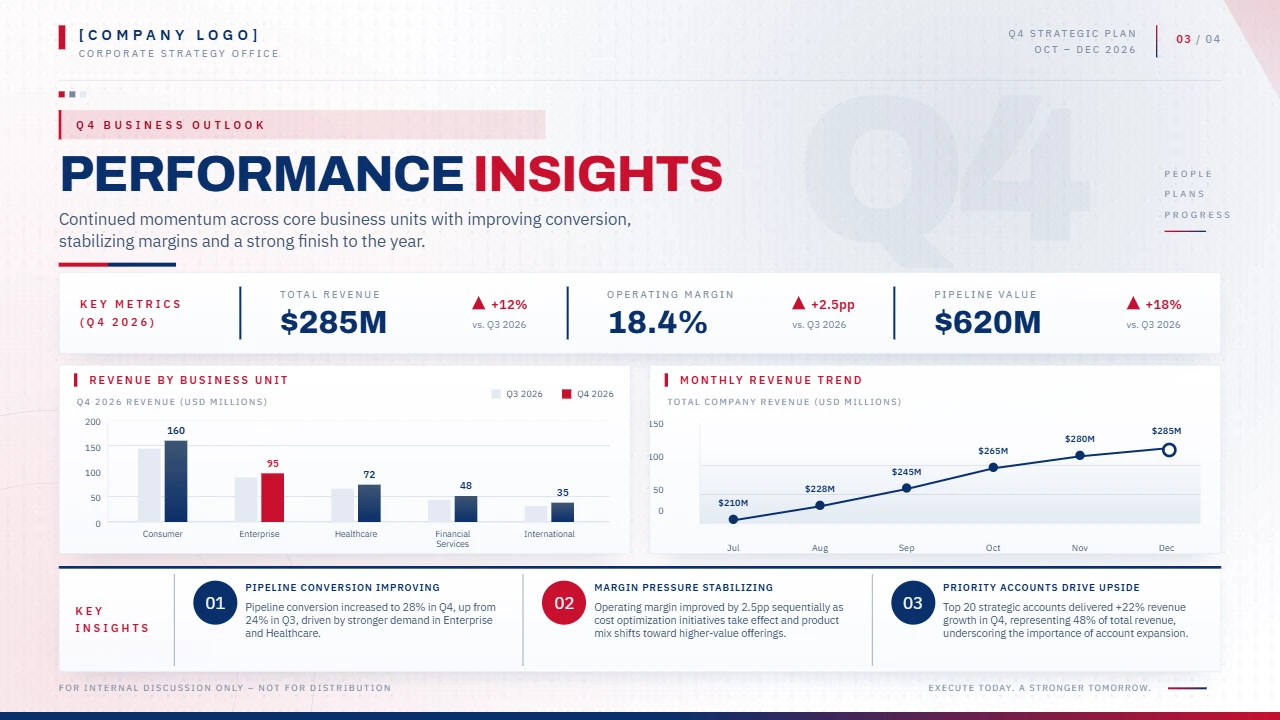 [COMPANY LOGO]
CORPORATE STRATEGY OFFICE
Q4 STRATEGIC PLAN
OCT – DEC 2026
03 / 04
Q4 BUSINESS OUTLOOK
Q4
PERFORMANCE INSIGHTS
Continued momentum across core business units with improving conversion,
stabilizing margins and a strong finish to the year.
PEOPLE
PLANS
PROGRESS
KEY METRICS
(Q4 2026)
TOTAL REVENUE
$285M
+12%
vs. Q3 2026
OPERATING MARGIN
18.4%
+2.5pp
vs. Q3 2026
PIPELINE VALUE
$620M
+18%
vs. Q3 2026
REVENUE BY BUSINESS UNIT
Q4 2026 REVENUE (USD MILLIONS)
Q3 2026
Q4 2026
200
150
100
50
0
160
95
72
48
35
Consumer
Enterprise
Healthcare
Financial
Services
International
MONTHLY REVENUE TREND
TOTAL COMPANY REVENUE (USD MILLIONS)
150
100
50
0
$210M
$228M
$245M
$265M
$280M
$285M
Jul
Aug
Sep
Oct
Nov
Dec
KEY
INSIGHTS
01
PIPELINE CONVERSION IMPROVING
Pipeline conversion increased to 28% in Q4, up from
24% in Q3, driven by stronger demand in Enterprise
and Healthcare.
02
MARGIN PRESSURE STABILIZING
Operating margin improved by 2.5pp sequentially as
cost optimization initiatives take effect and product
mix shifts toward higher-value offerings.
03
PRIORITY ACCOUNTS DRIVE UPSIDE
Top 20 strategic accounts delivered +22% revenue
growth in Q4, representing 48% of total revenue,
underscoring the importance of account expansion.
FOR INTERNAL DISCUSSION ONLY – NOT FOR DISTRIBUTION
EXECUTE TODAY. A STRONGER TOMORROW.